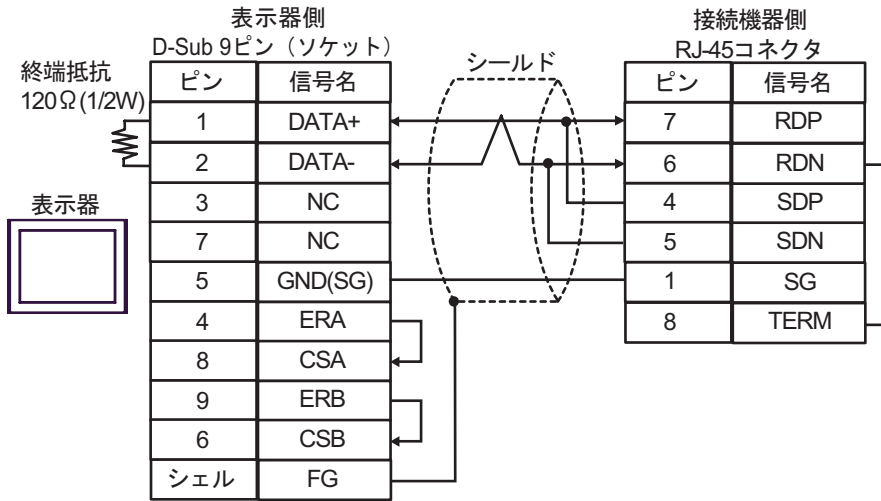 表示器側
D-Sub 9ピン（ソケット）
終端抵抗
120Ω(1/2W)
ピン 信号名
1 DATA+
2 DATA-
3 NC
7 NC
5 GND(SG)
4 ERA
8 CSA
9 ERB
6 CSB
シェル FG
表示器
シールド
接続機器側
RJ-45コネクタ
ピン 信号名
7 RDP
6 RDN
4 SDP
5 SDN
1 SG
8 TERM